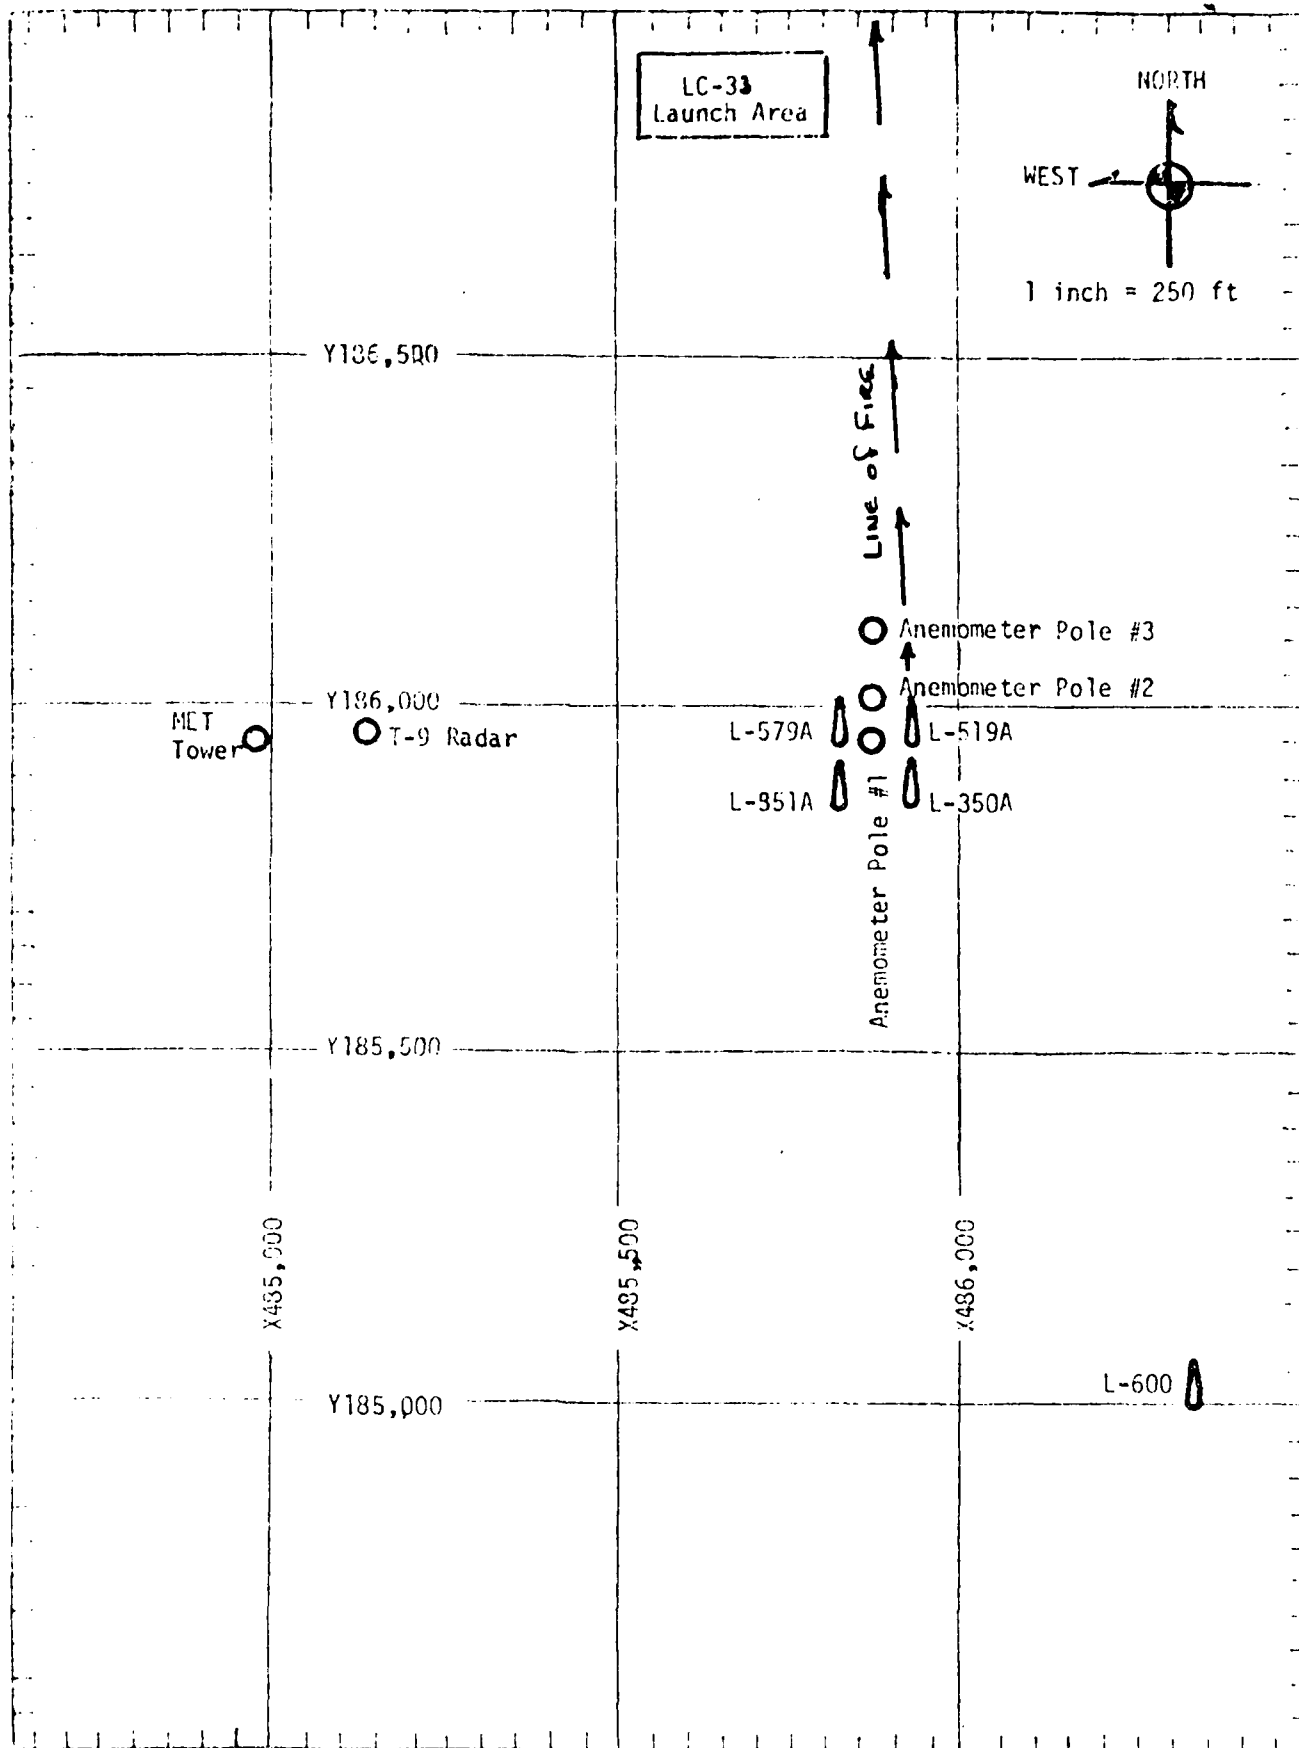 LC-33
Launch Area
NORTH
WEST
1 inch = 250 ft
Y186,500
LINE OF FIRE
Anemometer Pole #3
Y186,000
Anemometer Pole #2
MET
Tower
T-9 Radar
L-579A
L-519A
L-851A
L-350A
Anemometer Pole #1
Y185,500
X485,000
X485,500
X486,000
L-600
Y185,000